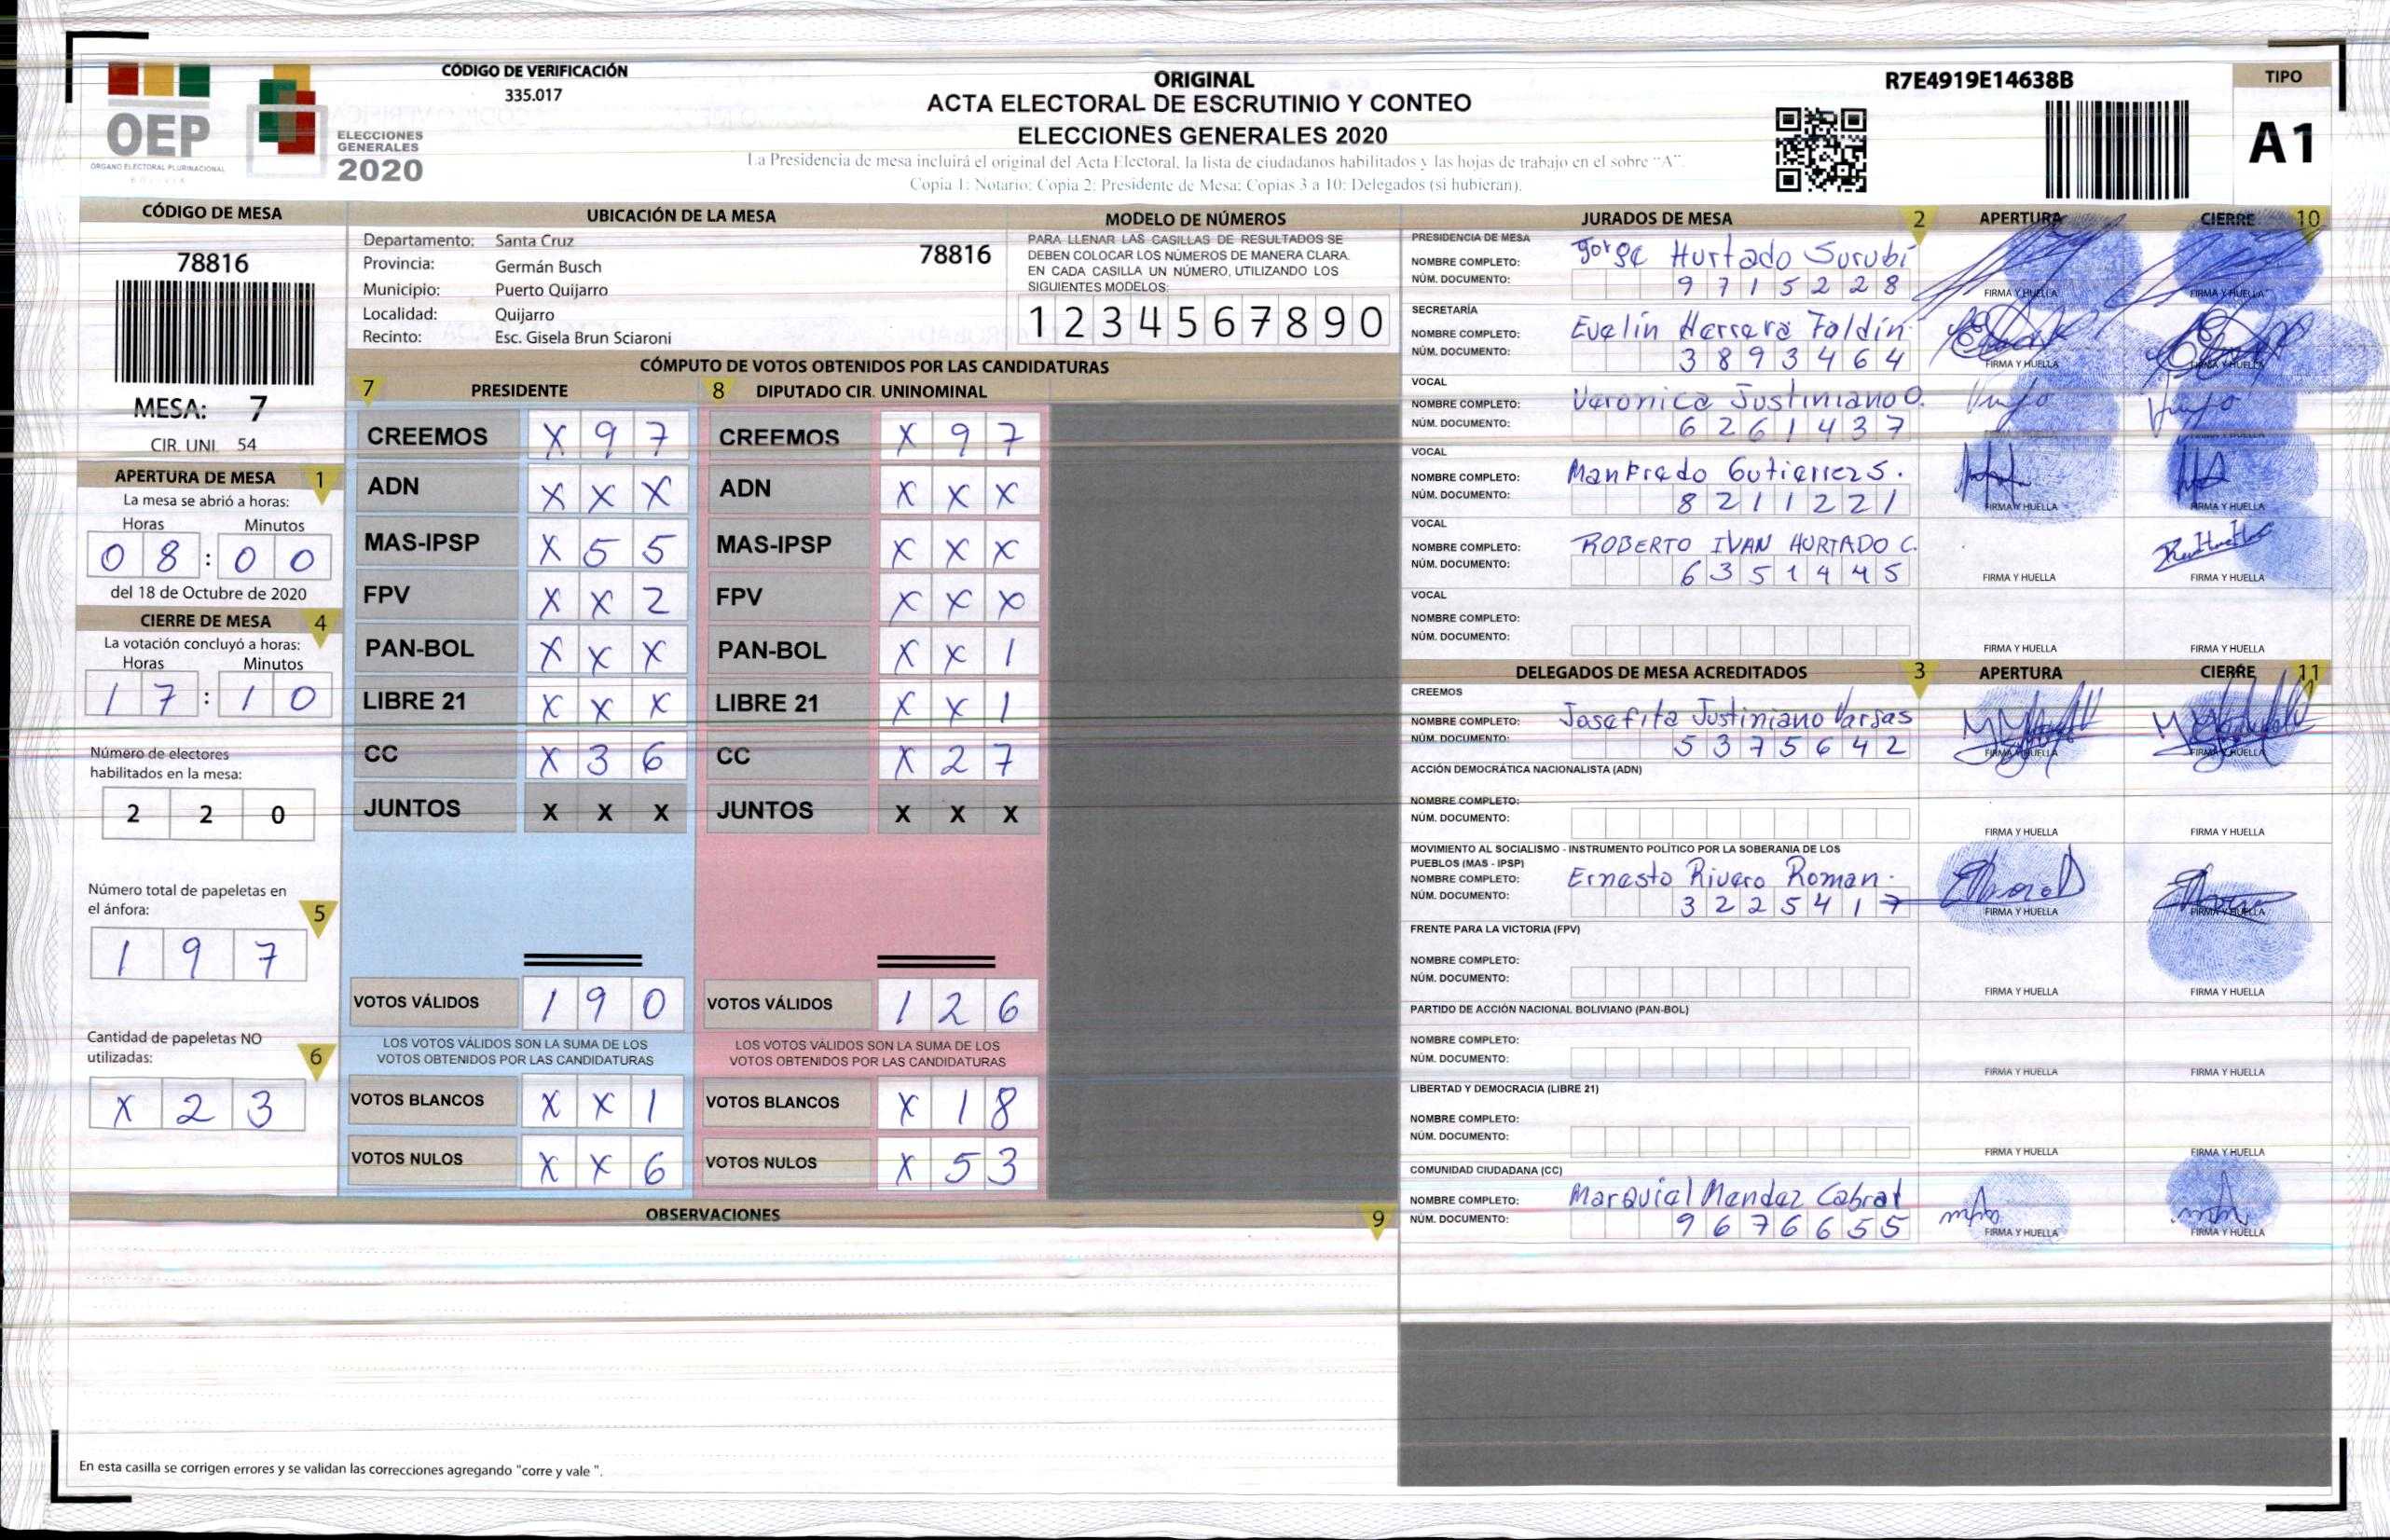 OEP
ÓRGANO ELECTORAL PLURINACIONAL
BOLIVIA
ELECCIONES
GENERALES
2020
CÓDIGO DE VERIFICACIÓN
335.017
ORIGINAL
ACTA ELECTORAL DE ESCRUTINIO Y CONTEO
ELECCIONES GENERALES 2020
La Presidencia de mesa incluirá el original del Acta Electoral, la lista de ciudadanos habilitados y las hojas de trabajo en el sobre "A".
Copia 1: Notario; Copia 2: Presidente de Mesa; Copias 3 a 10: Delegados (si hubieran).
R7E4919E14638B
TIPO
A1
CÓDIGO DE MESA
78816
MESA: 7
CIR. UNI. 54
APERTURA DE MESA 1
La mesa se abrió a horas:
Horas Minutos
0 8 : 0 0
del 18 de Octubre de 2020
CIERRE DE MESA 4
La votación concluyó a horas:
Horas Minutos
1 7 : 1 0
Número de electores
habilitados en la mesa:
2 2 0
Número total de papeletas en
el ánfora: 5
1 9 7
Cantidad de papeletas NO
utilizadas: 6
X 2 3
UBICACIÓN DE LA MESA
Departamento: Santa Cruz 78816
Provincia: Germán Busch
Municipio: Puerto Quijarro
Localidad: Quijarro
Recinto: Esc. Gisela Brun Sciaroni
MODELO DE NÚMEROS
PARA LLENAR LAS CASILLAS DE RESULTADOS SE
DEBEN COLOCAR LOS NÚMEROS DE MANERA CLARA.
EN CADA CASILLA UN NÚMERO, UTILIZANDO LOS
SIGUIENTES MODELOS:
1 2 3 4 5 6 7 8 9 0
CÓMPUTO DE VOTOS OBTENIDOS POR LAS CANDIDATURAS
7 PRESIDENTE 8 DIPUTADO CIR. UNINOMINAL
CREEMOS X 9 7 CREEMOS X 9 7
ADN X X X ADN X X X
MAS-IPSP X 5 5 MAS-IPSP X X X
FPV X X 2 FPV X X X
PAN-BOL X X X PAN-BOL X X 1
LIBRE 21 X X X LIBRE 21 X X 1
CC X 3 6 CC X 2 7
JUNTOS X X X JUNTOS X X X
VOTOS VÁLIDOS 1 9 0 VOTOS VÁLIDOS 1 2 6
LOS VOTOS VÁLIDOS SON LA SUMA DE LOS LOS VOTOS VÁLIDOS SON LA SUMA DE LOS
VOTOS OBTENIDOS POR LAS CANDIDATURAS VOTOS OBTENIDOS POR LAS CANDIDATURAS
VOTOS BLANCOS X X 1 VOTOS BLANCOS X 1 8
VOTOS NULOS X X 6 VOTOS NULOS X 5 3
OBSERVACIONES 9
En esta casilla se corrigen errores y se validan las correcciones agregando "corre y vale ".
JURADOS DE MESA 2 APERTURA CIERRE 10
PRESIDENCIA DE MESA
NOMBRE COMPLETO: Jorge Hurtado Surubi
NÚM. DOCUMENTO: 9 7 1 5 2 2 8 FIRMA Y HUELLA FIRMA Y HUELLA
SECRETARÍA
NOMBRE COMPLETO: Evelin Herrera Faldin
NÚM. DOCUMENTO: 3 8 9 3 4 6 4 FIRMA Y HUELLA FIRMA Y HUELLA
VOCAL
NOMBRE COMPLETO: Veronica Justiniano O.
NÚM. DOCUMENTO: 6 2 6 1 4 3 7
VOCAL
NOMBRE COMPLETO: Manfredo Gutierrez S.
NÚM. DOCUMENTO: 8 2 1 1 2 2 1 FIRMA Y HUELLA FIRMA Y HUELLA
VOCAL
NOMBRE COMPLETO: ROBERTO IVAN HURTADO C.
NÚM. DOCUMENTO: 6 3 5 1 4 4 5 FIRMA Y HUELLA FIRMA Y HUELLA
VOCAL
NOMBRE COMPLETO:
NÚM. DOCUMENTO: FIRMA Y HUELLA FIRMA Y HUELLA
DELEGADOS DE MESA ACREDITADOS 3 APERTURA CIERRE 11
CREEMOS
NOMBRE COMPLETO: Josefita Justiniano Vargas
NÚM. DOCUMENTO: 5 3 7 5 6 4 2 FIRMA Y HUELLA FIRMA Y HUELLA
ACCIÓN DEMOCRÁTICA NACIONALISTA (ADN)
NOMBRE COMPLETO:
NÚM. DOCUMENTO: FIRMA Y HUELLA FIRMA Y HUELLA
MOVIMIENTO AL SOCIALISMO - INSTRUMENTO POLÍTICO POR LA SOBERANIA DE LOS
PUEBLOS (MAS - IPSP)
NOMBRE COMPLETO: Ernesto Rivero Roman.
NÚM. DOCUMENTO: 3 2 2 5 4 1 7 FIRMA Y HUELLA FIRMA Y HUELLA
FRENTE PARA LA VICTORIA (FPV)
NOMBRE COMPLETO:
NÚM. DOCUMENTO: FIRMA Y HUELLA FIRMA Y HUELLA
PARTIDO DE ACCIÓN NACIONAL BOLIVIANO (PAN-BOL)
NOMBRE COMPLETO:
NÚM. DOCUMENTO: FIRMA Y HUELLA FIRMA Y HUELLA
LIBERTAD Y DEMOCRACIA (LIBRE 21)
NOMBRE COMPLETO:
NÚM. DOCUMENTO: FIRMA Y HUELLA FIRMA Y HUELLA
COMUNIDAD CIUDADANA (CC)
NOMBRE COMPLETO: Marquial Mendez Cabral
NÚM. DOCUMENTO: 9 6 7 6 6 5 5 FIRMA Y HUELLA FIRMA Y HUELLA